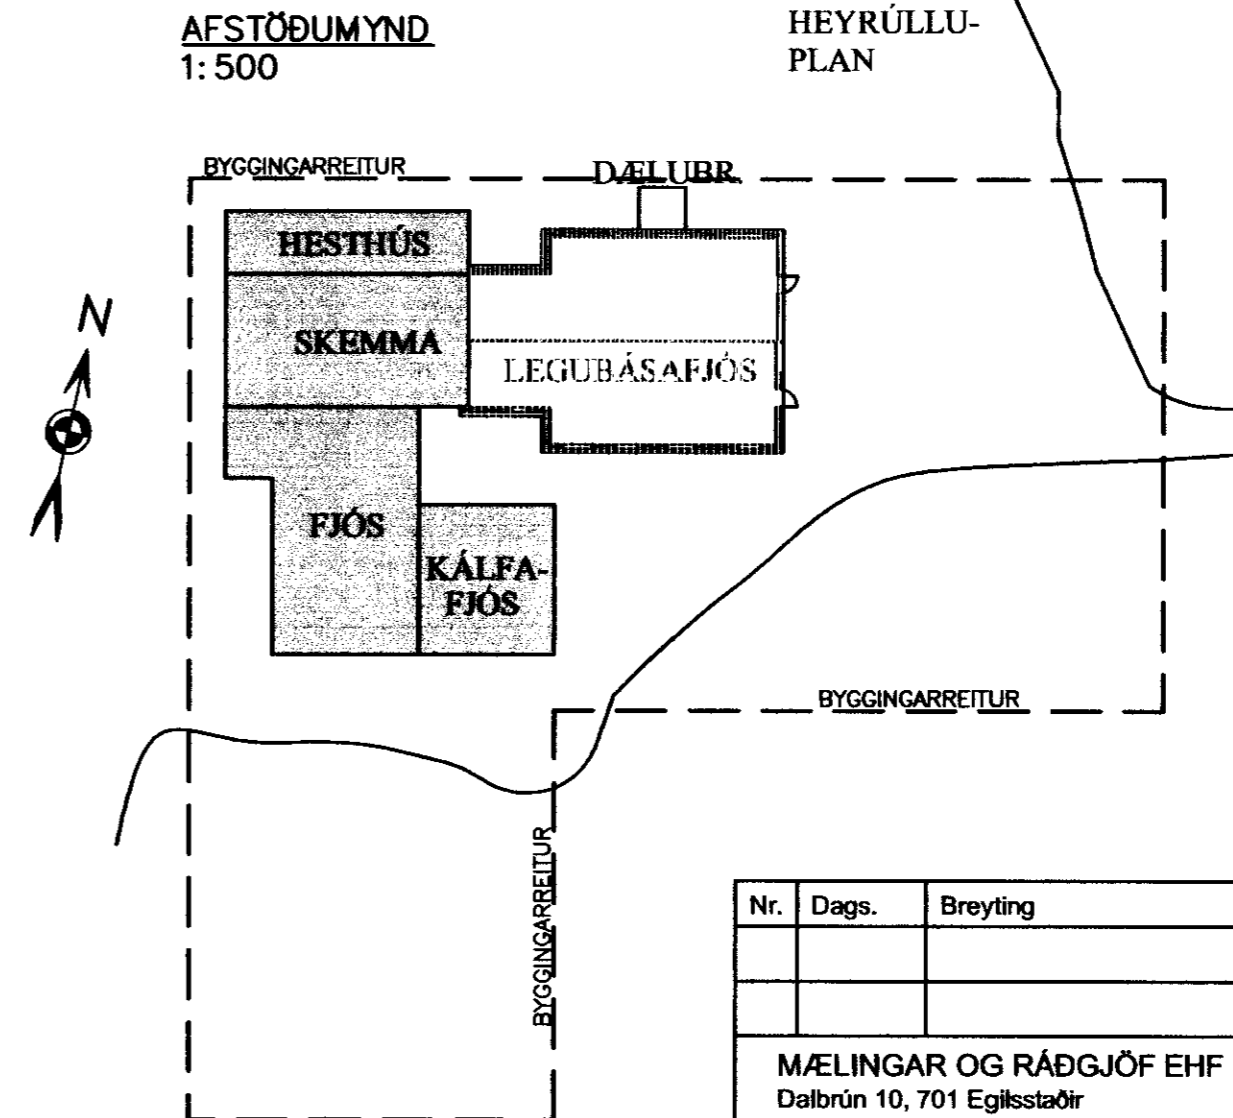 AFSTÖÐUMYND
1:500
HEYRÚLLU-
PLAN
BYGGINGARREITUR
DÆLUBR.
HESTHÚS
SKEMMA
LEGUBÁSAFJÓS
N
FJÓS
KÁLFA-
FJÓS
BYGGINGARREITUR
BYGGINGARREITUR
Nr. Dags. Breyting
MÆLINGAR OG RÁÐGJÖF EHF
Dalbrún 10, 701 Egilsstaðir